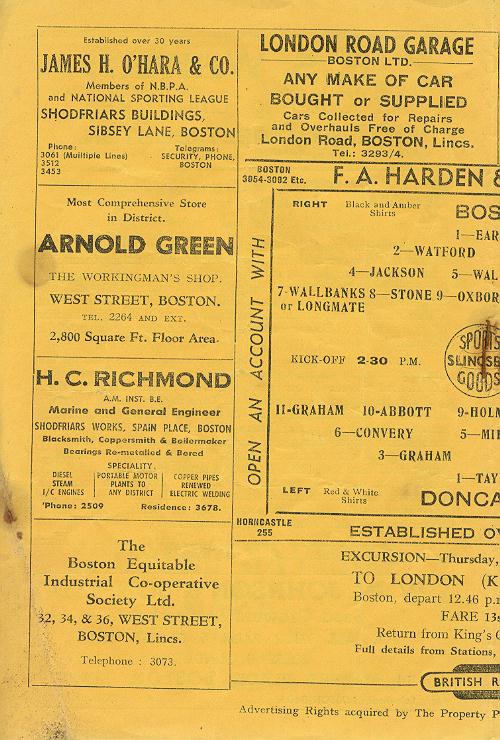 Established over 30 years
JAMES H. O'HARA & CO.
Members of N.B.P.A.
and NATIONAL SPORTING LEAGUE
SHODFRIARS BUILDINGS,
SIBSEY LANE, BOSTON
Phone: Telegrams:
3061 (Muiltiple Lines) SECURITY, PHONE,
3512 BOSTON
3453
Most Comprehensive Store
in District.
ARNOLD GREEN
THE WORKINGMAN'S SHOP.
WEST STREET, BOSTON.
TEL. 2264 AND EXT.
2,800 Square Ft. Floor Area.
H. C. RICHMOND
A.M. INST. B.E.
Marine and General Engineer
SHODFRIARS WORKS, SPAIN PLACE, BOSTON
Blacksmith, Coppersmith & Boilermaker
Bearings Re-metalled & Bored
SPECIALITY.
DIESEL PORTABLE MOTOR COPPER PIPES
STEAM PLANTS TO RENEWED
I/C ENGINES ANY DISTRICT ELECTRIC WELDING
'Phone: 2509 Residence: 3678.
The
Boston Equitable
Industrial Co-operative
Society Ltd.
32, 34, & 36, WEST STREET,
BOSTON, Lincs.
Telephone : 3073.
LONDON ROAD GARAGE
BOSTON LTD.
ANY MAKE OF CAR
BOUGHT or SUPPLIED
Cars Collected for Repairs
and Overhauls Free of Charge
London Road, BOSTON, Lincs.
Tel.: 3293/4.
BOSTON
3054-3002 Etc.
F. A. HARDEN &
OPEN AN ACCOUNT WITH
RIGHT Black and Amber
Shirts
BOS
1—EAR
2—WATFORD
4—JACKSON 5—WAL
7-WALLBANKS 8—STONE 9—OXBOR
or LONGMATE
KICK-OFF 2-30 P.M.
SPORTS
SLINGSBY
GOODS
11-GRAHAM 10-ABBOTT 9-HOLM
6—CONVERY 5—MI
3—GRAHAM
1—TAY
LEFT Red & White
Shirts
DONCA
HORNCASTLE
255
ESTABLISHED OV
EXCURSION—Thursday,
TO LONDON (K
Boston, depart 12.46 p.m
FARE 13s
Return from King's C
Full details from Stations,
BRITISH R
Advertising Rights acquired by The Property P